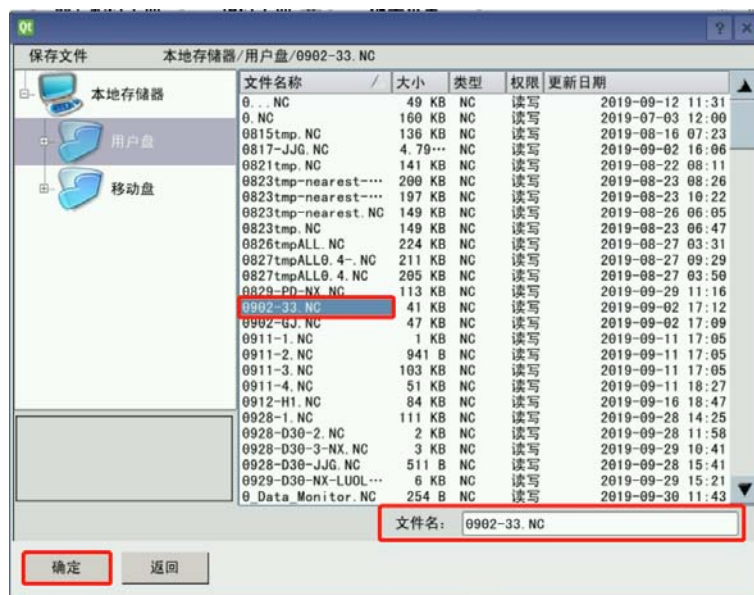 Qt
? ×
保存文件 本地存储器/用户盘/0902-33.NC
本地存储器
用户盘
移动盘
文件名称 / 大小 类型 权限 更新日期
0...NC 49 KB NC 读写 2019-09-12 11:31
0.NC 160 KB NC 读写 2019-07-03 12:00
0815tmp.NC 136 KB NC 读写 2019-08-16 07:23
0817-JJG.NC 4.79… NC 读写 2019-09-02 16:06
0821tmp.NC 141 KB NC 读写 2019-08-22 08:11
0823tmp-nearest-… 200 KB NC 读写 2019-08-23 08:26
0823tmp-nearest-… 197 KB NC 读写 2019-08-23 10:22
0823tmp-nearest.NC 149 KB NC 读写 2019-08-26 06:05
0823tmp.NC 149 KB NC 读写 2019-08-23 06:47
0826tmpALL.NC 224 KB NC 读写 2019-08-27 03:31
0827tmpALL0.4-.NC 211 KB NC 读写 2019-08-27 09:29
0827tmpALL0.4.NC 205 KB NC 读写 2019-08-27 03:50
0829-PD-NX.NC 113 KB NC 读写 2019-09-29 11:16
0902-33.NC 41 KB NC 读写 2019-09-02 17:12
0902-GJ.NC 47 KB NC 读写 2019-09-02 17:09
0911-1.NC 1 KB NC 读写 2019-09-11 17:05
0911-2.NC 941 B NC 读写 2019-09-11 17:05
0911-3.NC 103 KB NC 读写 2019-09-11 17:05
0911-4.NC 51 KB NC 读写 2019-09-11 18:27
0912-H1.NC 84 KB NC 读写 2019-09-16 18:47
0928-1.NC 111 KB NC 读写 2019-09-28 14:25
0928-D30-2.NC 2 KB NC 读写 2019-09-28 11:58
0928-D30-3-NX.NC 3 KB NC 读写 2019-09-29 10:41
0928-D30-JJG.NC 511 B NC 读写 2019-09-28 15:41
0929-D30-NX-LUOL… 6 KB NC 读写 2019-09-29 15:21
0_Data_Monitor.NC 254 B NC 读写 2019-09-30 11:43
文件名: 0902-33.NC
确定 返回